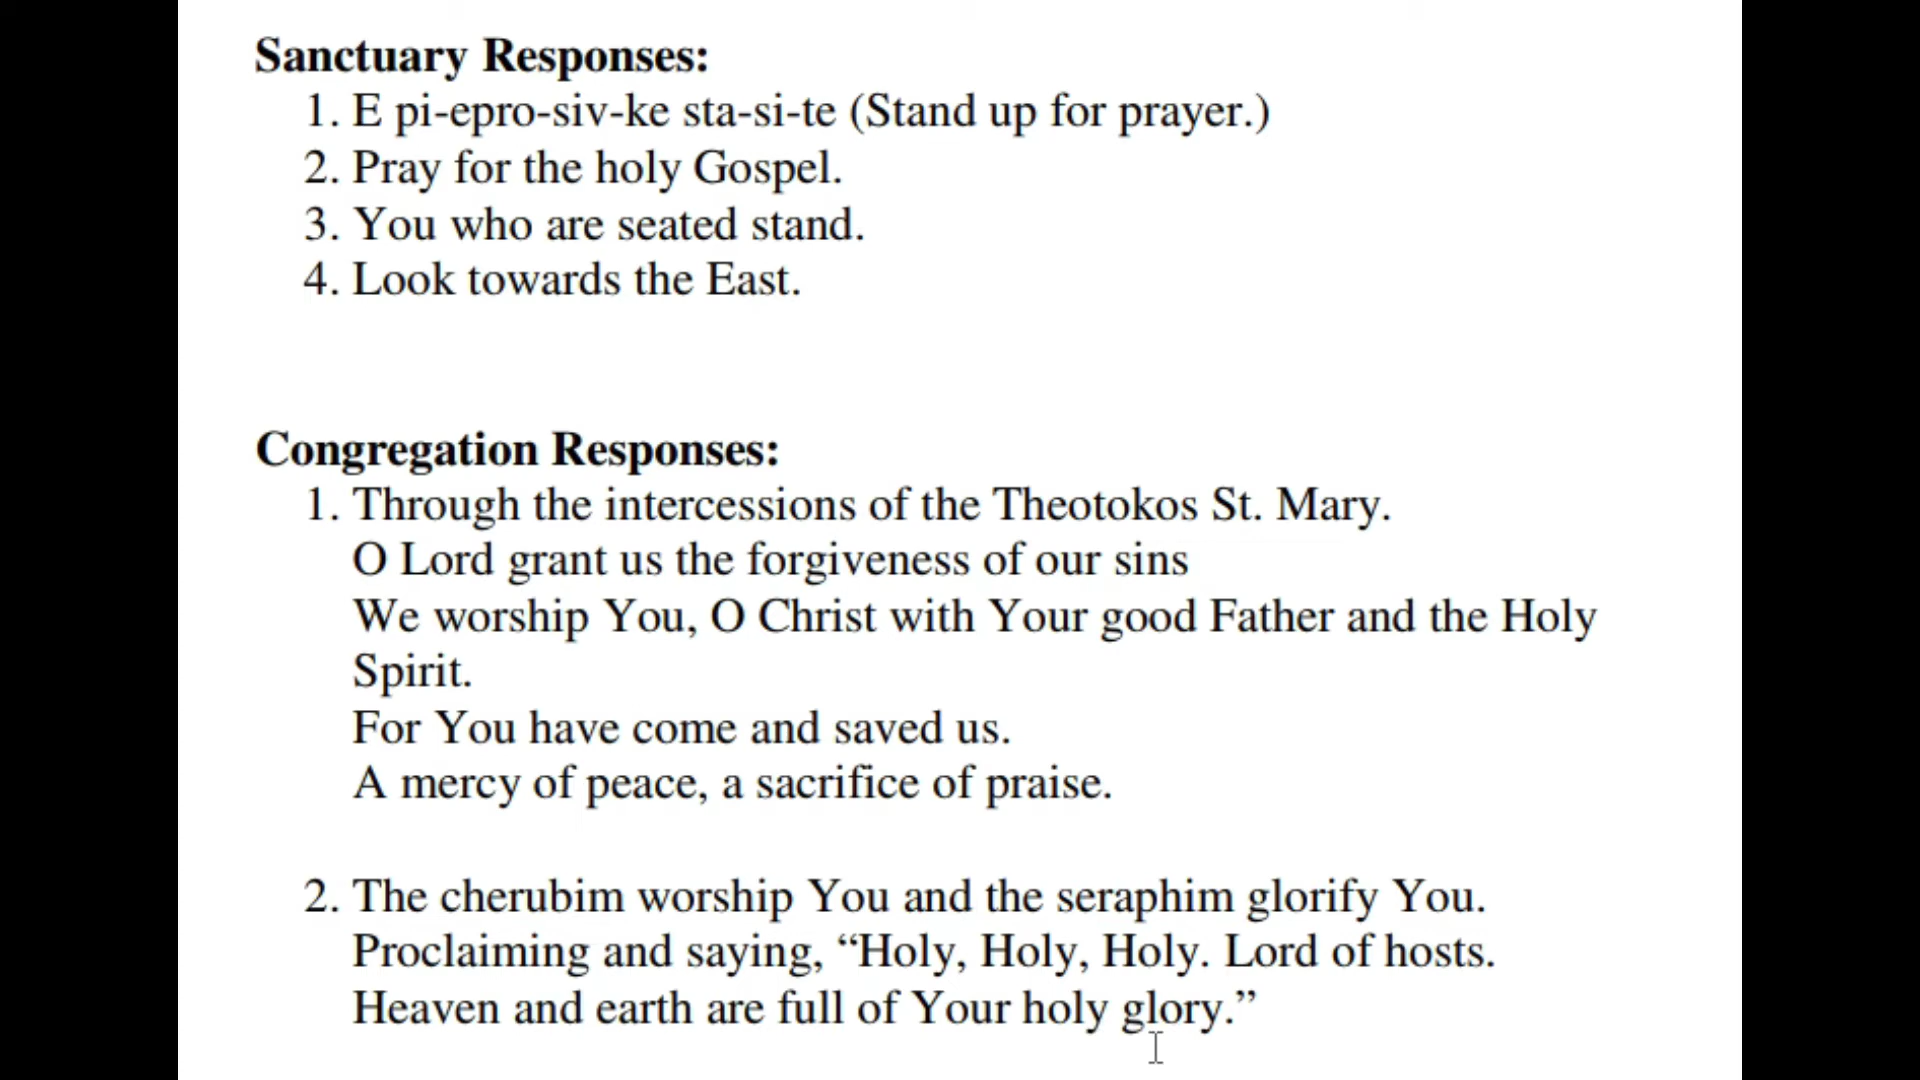 Sanctuary Responses:
1. E pi-epro-siv-ke sta-si-te (Stand up for prayer.)
2. Pray for the holy Gospel.
3. You who are seated stand.
4. Look towards the East.
Congregation Responses:
1. Through the intercessions of the Theotokos St. Mary.
O Lord grant us the forgiveness of our sins
We worship You, O Christ with Your good Father and the Holy
Spirit.
For You have come and saved us.
A mercy of peace, a sacrifice of praise.
2. The cherubim worship You and the seraphim glorify You.
Proclaiming and saying, “Holy, Holy, Holy. Lord of hosts.
Heaven and earth are full of Your holy glory.”